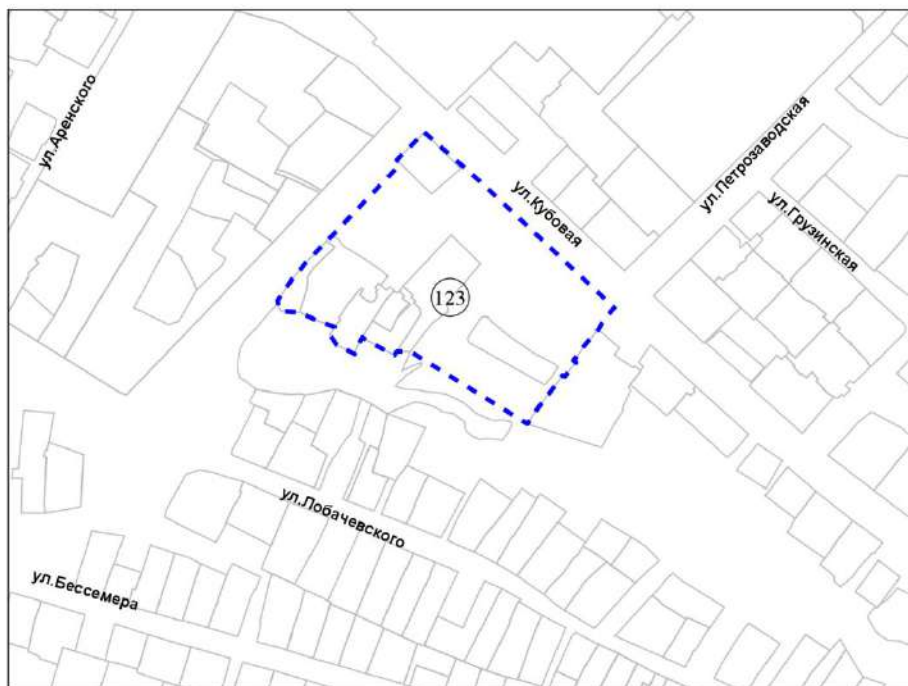 ул.Аренского
ул.Петрозаводская
ул.Кубовая
ул.Грузинская
123
ул.Лобачевского
ул.Бессемера